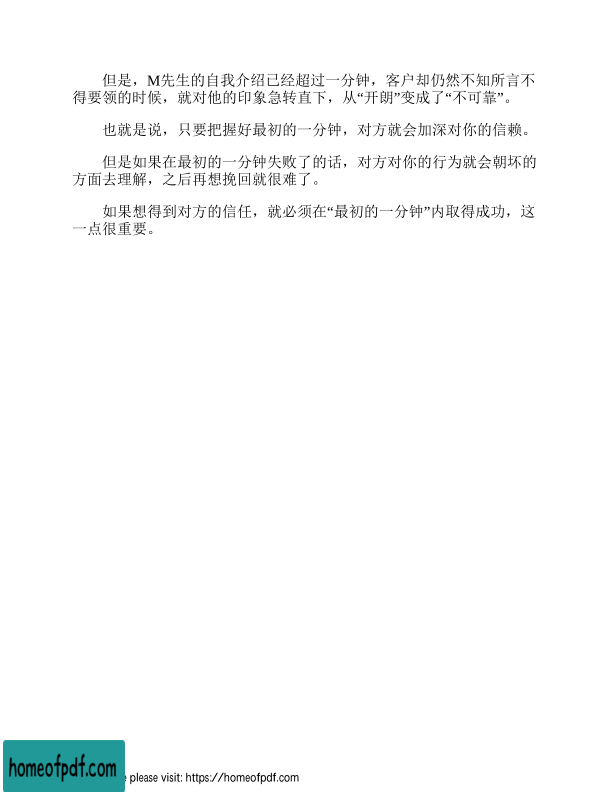 但是，M先生的自我介绍已经超过一分钟，客户却仍然不知所言不
得要领的时候，就对他的印象急转直下，从“开朗”变成了“不可靠”。
也就是说，只要把握好最初的一分钟，对方就会加深对你的信赖。
但是如果在最初的一分钟失败了的话，对方对你的行为就会朝坏的
方面去理解，之后再想挽回就很难了。
如果想得到对方的信任，就必须在“最初的一分钟”内取得成功，这
一点很重要。
homeofpdf.com
e please visit: https://homeofpdf.com